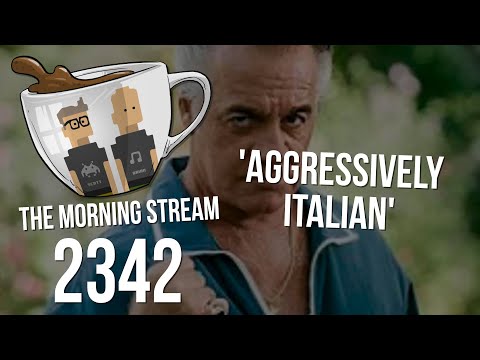 THE MORNING STREAM
2342
'AGGRESSIVELY
ITALIAN'